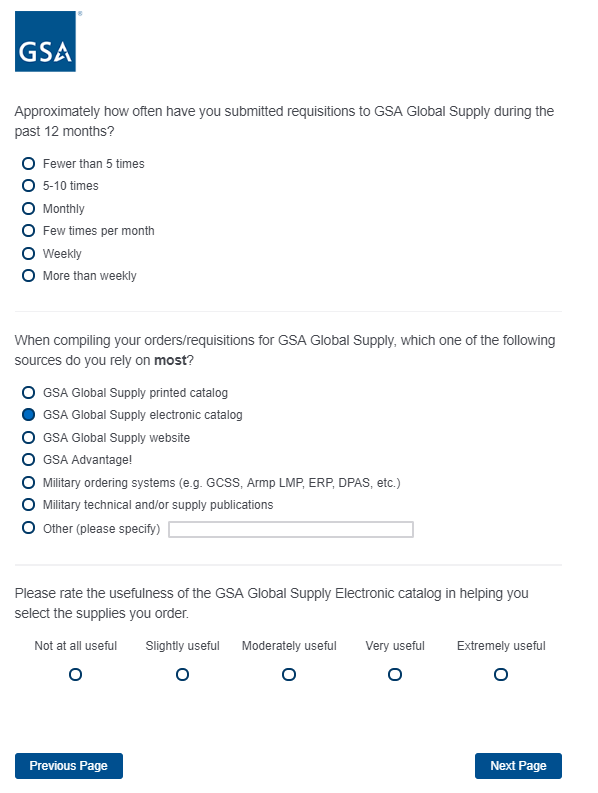 GSA
®
Approximately how often have you submitted requisitions to GSA Global Supply during the
past 12 months?
Fewer than 5 times
5-10 times
Monthly
Few times per month
Weekly
More than weekly
When compiling your orders/requisitions for GSA Global Supply, which one of the following
sources do you rely on most?
GSA Global Supply printed catalog
GSA Global Supply electronic catalog
GSA Global Supply website
GSA Advantage!
Military ordering systems (e.g. GCSS, Armp LMP, ERP, DPAS, etc.)
Military technical and/or supply publications
Other (please specify)
Please rate the usefulness of the GSA Global Supply Electronic catalog in helping you
select the supplies you order.
Not at all useful Slightly useful Moderately useful Very useful Extremely useful
Previous Page Next Page